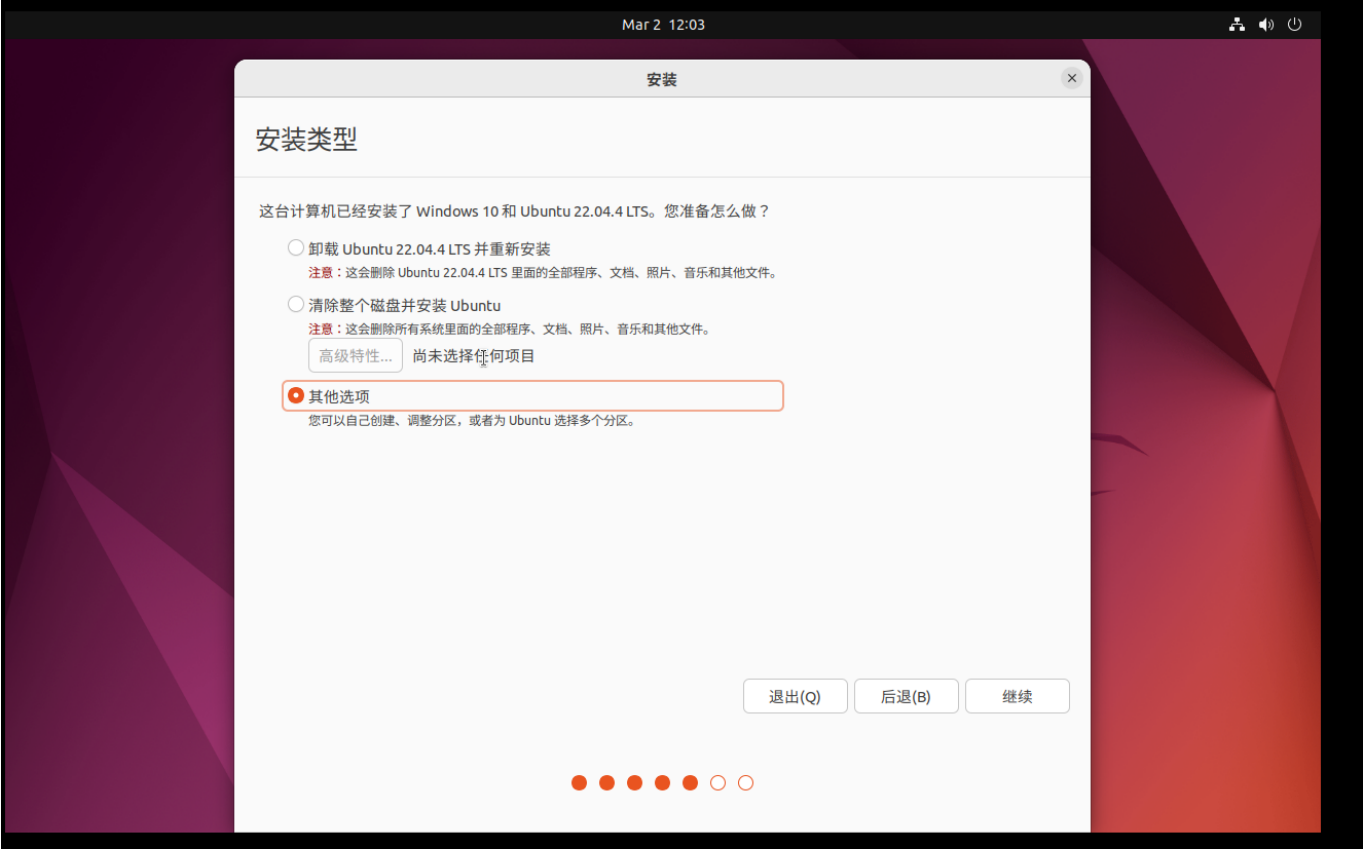 Mar 2 12:03
安装
安装类型
这台计算机已经安装了 Windows 10 和 Ubuntu 22.04.4 LTS。您准备怎么做？
卸载 Ubuntu 22.04.4 LTS 并重新安装
注意：这会删除 Ubuntu 22.04.4 LTS 里面的全部程序、文档、照片、音乐和其他文件。
清除整个磁盘并安装 Ubuntu
注意：这会删除所有系统里面的全部程序、文档、照片、音乐和其他文件。
高级特性... 尚未选择任何项目
其他选项
您可以自己创建、调整分区，或者为 Ubuntu 选择多个分区。
退出(Q) 后退(B) 继续